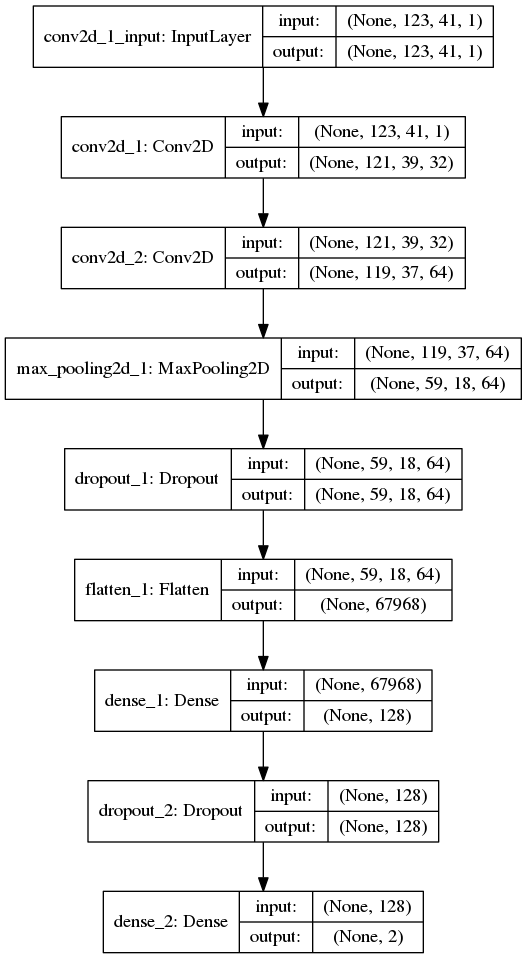 conv2d_1_input: InputLayer
input: (None, 123, 41, 1)
output: (None, 123, 41, 1)
conv2d_1: Conv2D
input: (None, 123, 41, 1)
output: (None, 121, 39, 32)
conv2d_2: Conv2D
input: (None, 121, 39, 32)
output: (None, 119, 37, 64)
max_pooling2d_1: MaxPooling2D
input: (None, 119, 37, 64)
output: (None, 59, 18, 64)
dropout_1: Dropout
input: (None, 59, 18, 64)
output: (None, 59, 18, 64)
flatten_1: Flatten
input: (None, 59, 18, 64)
output: (None, 67968)
dense_1: Dense
input: (None, 67968)
output: (None, 128)
dropout_2: Dropout
input: (None, 128)
output: (None, 128)
dense_2: Dense
input: (None, 128)
output: (None, 2)